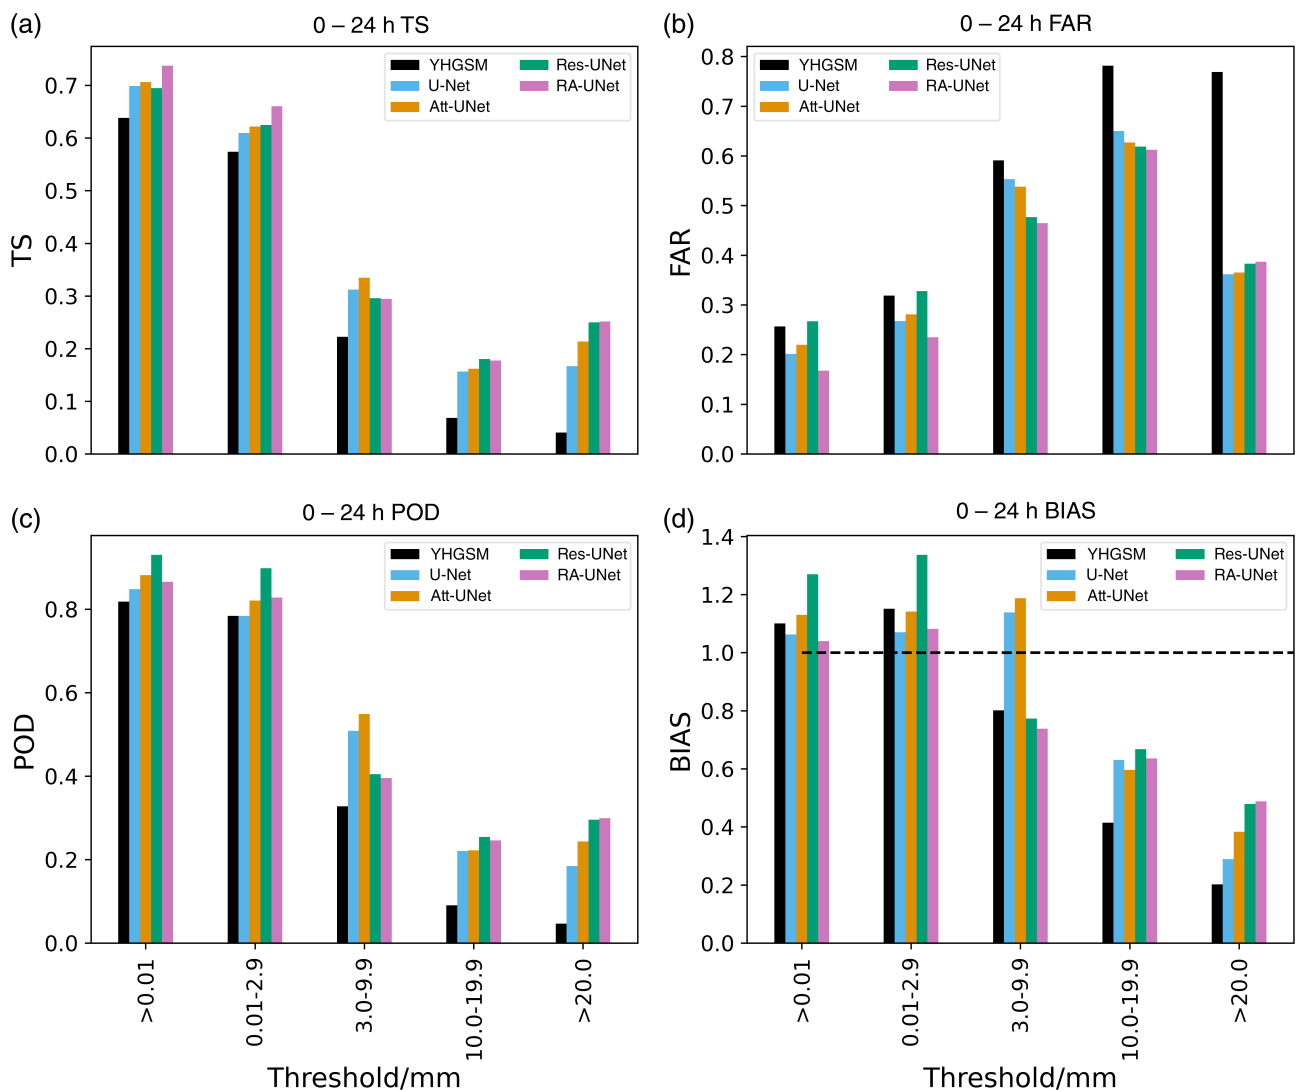 (a)
0 – 24 h TS
TS
0.7
0.6
0.5
0.4
0.3
0.2
0.1
0.0
YHGSM
U-Net
Att-UNet
Res-UNet
RA-UNet
(b)
0 – 24 h FAR
FAR
0.8
0.7
0.6
0.5
0.4
0.3
0.2
0.1
0.0
YHGSM
U-Net
Att-UNet
Res-UNet
RA-UNet
(c)
0 – 24 h POD
POD
0.8
0.6
0.4
0.2
0.0
YHGSM
U-Net
Att-UNet
Res-UNet
RA-UNet
>0.01
0.01-2.9
3.0-9.9
10.0-19.9
>20.0
Threshold/mm
(d)
0 – 24 h BIAS
BIAS
1.4
1.2
1.0
0.8
0.6
0.4
0.2
0.0
YHGSM
U-Net
Att-UNet
Res-UNet
RA-UNet
>0.01
0.01-2.9
3.0-9.9
10.0-19.9
>20.0
Threshold/mm